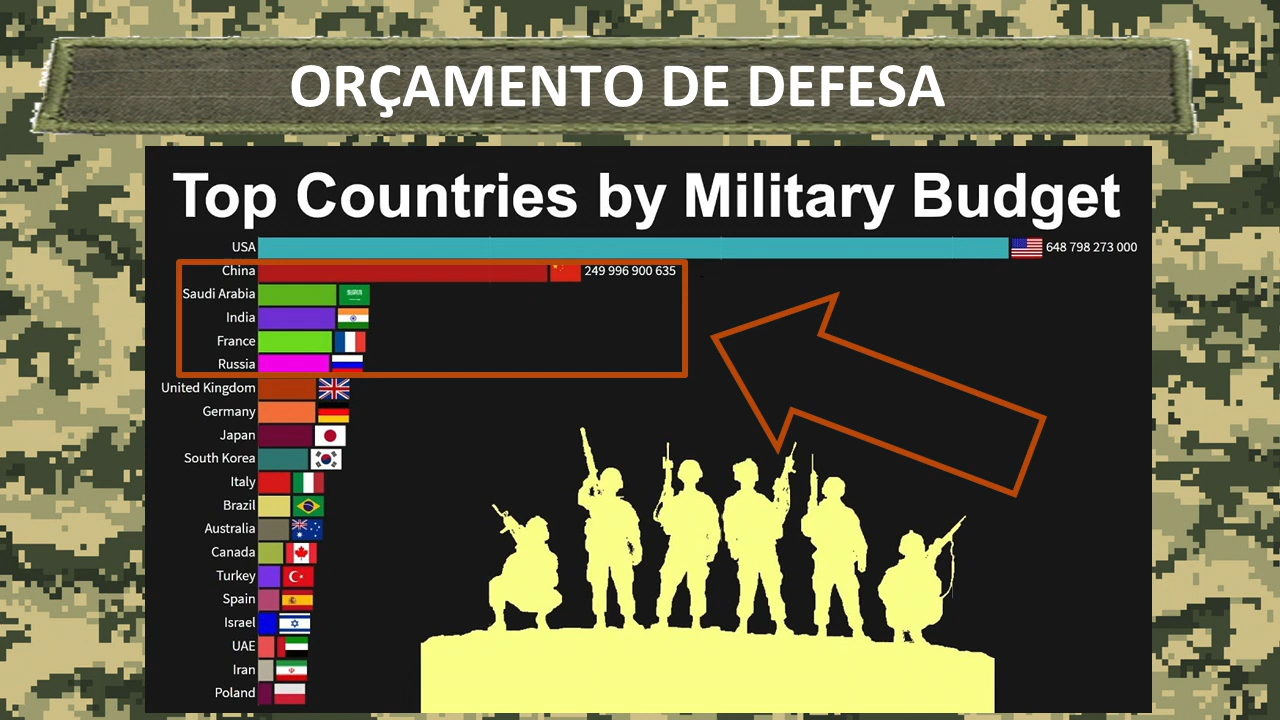 ORÇAMENTO DE DEFESA
Top Countries by Military Budget
USA 648 798 273 000
China 249 996 900 635
Saudi Arabia
India
France
Russia
United Kingdom
Germany
Japan
South Korea
Italy
Brazil
Australia
Canada
Turkey
Spain
Israel
UAE
Iran
Poland